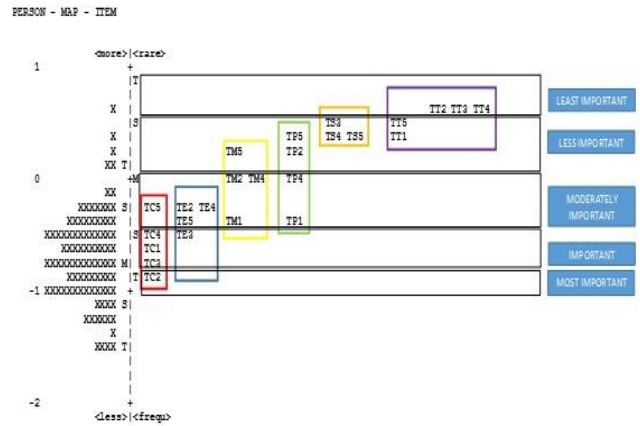 PERSON - MAP - ITEM
<more>|<rare>
1 +
|T
X | TT2 TT3 TT4 LEAST IMPORTANT
|S TS3 TT5
X | TP5 TS4 TS5 TT1 LESS IMPORTANT
X | TM5 TP2
XX T|
0 +M TM2 TM4 TP4
XX |
XXXXXXX S| TC5 TE2 TE4 MODERATELY
XXXXXXXXX | TE5 TM1 TP1 IMPORTANT
XXXXXXXXXXXXX |S TC4 TE3
XXXXXXXXXX | TC1
XXXXXXXXXXXXX M| TC3 IMPORTANT
XXXXXXXXX |T TC2
-1 XXXXXXXXXXXXX + MOST IMPORTANT
XXXX S|
XXXXXX |
X |
XXXX T|
|
|
|
-2 +
<less>|<frequ>